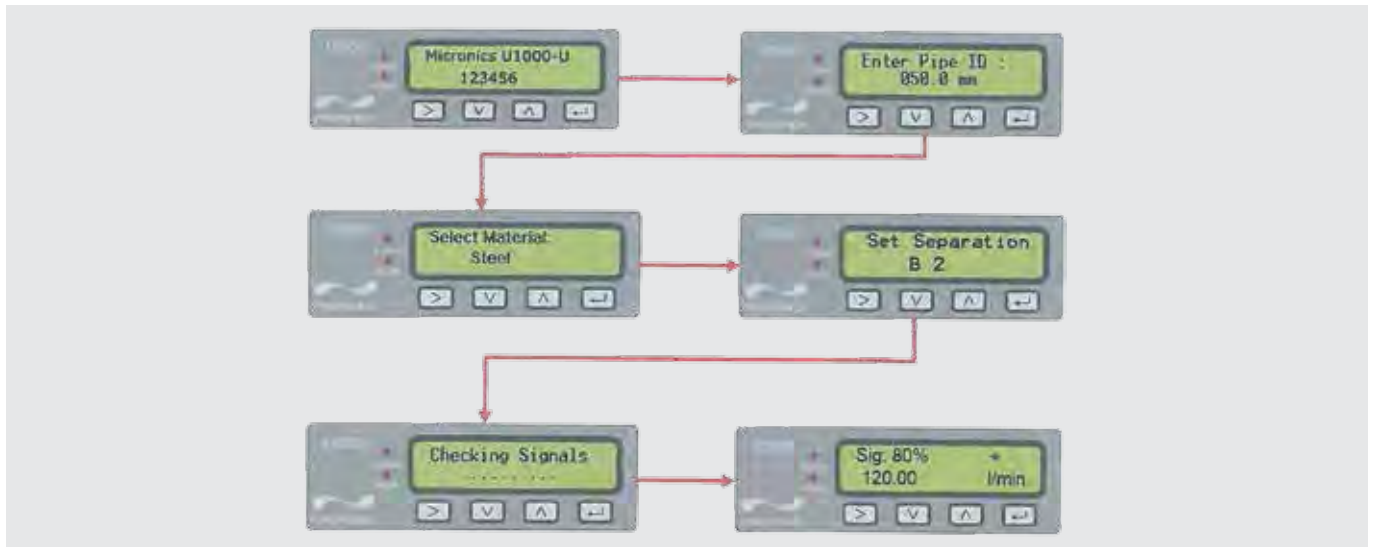 Micronics U1000-U
123456
Enter Pipe ID :
050.0 mm
Select Material:
Steel
Set Separation
B 2
Checking Signals
.........
Sig. 80% *
120.00 l/min